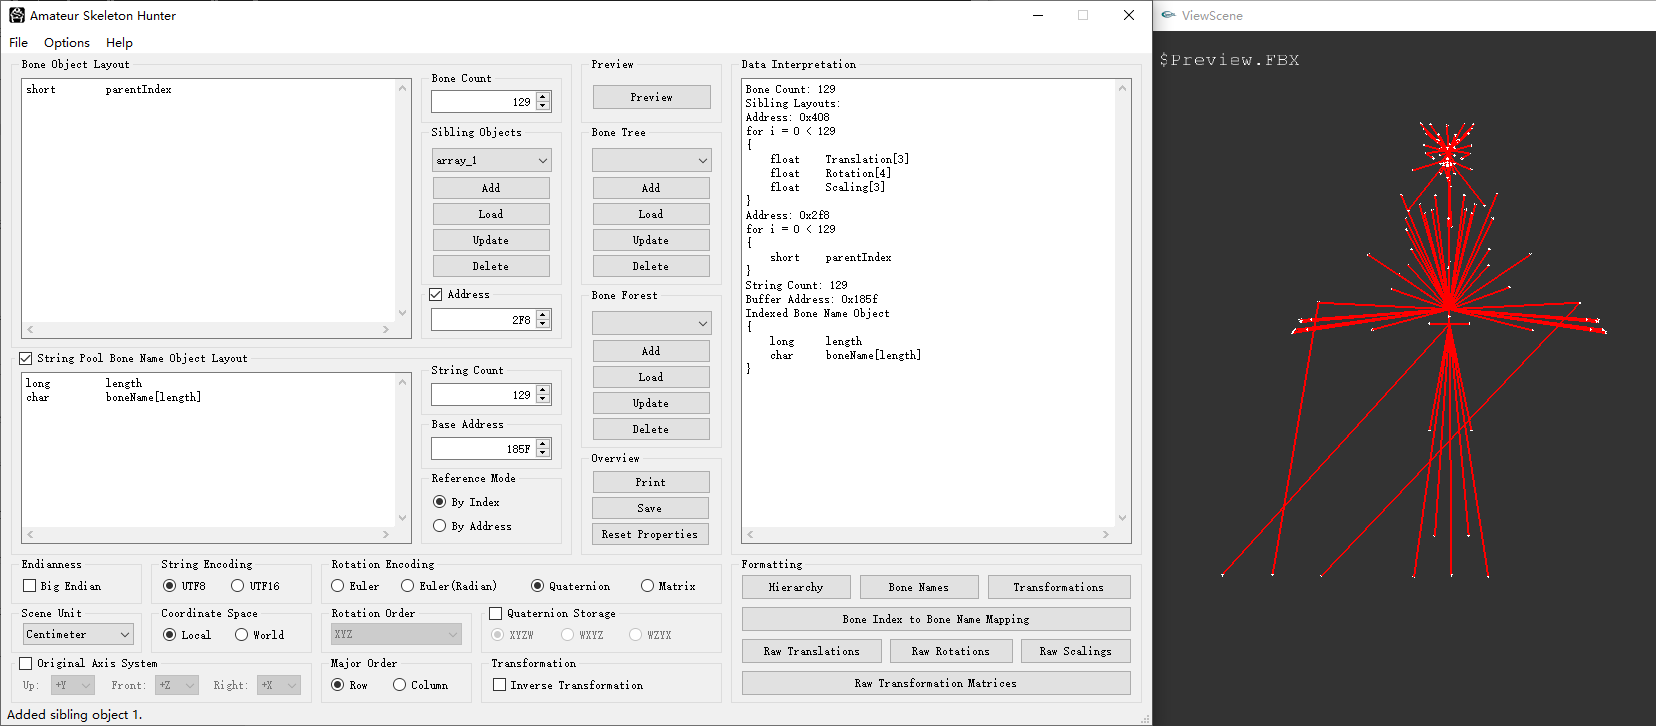 Amateur Skeleton Hunter
File Options Help
Bone Object Layout
short parentIndex
Bone Count
129
Sibling Objects
array_1
Add
Load
Update
Delete
Address
2F8
String Pool Bone Name Object Layout
long length
char boneName[length]
String Count
129
Base Address
185F
Reference Mode
By Index
By Address
Preview
Preview
Bone Tree
Add
Load
Update
Delete
Bone Forest
Add
Load
Update
Delete
Overview
Print
Save
Reset Properties
Data Interpretation
Bone Count: 129
Sibling Layouts:
Address: 0x408
for i = 0 < 129
{
float Translation[3]
float Rotation[4]
float Scaling[3]
}
Address: 0x2f8
for i = 0 < 129
{
short parentIndex
}
String Count: 129
Buffer Address: 0x185f
Indexed Bone Name Object
{
long length
char boneName[length]
}
Endianness
Big Endian
String Encoding
UTF8 UTF16
Rotation Encoding
Euler Euler(Radian) Quaternion Matrix
Scene Unit
Centimeter
Coordinate Space
Local World
Rotation Order
XYZ
Quaternion Storage
XYZW WXYZ WZYX
Original Axis System
Up: +Y Front: +Z Right: +X
Major Order
Row Column
Transformation
Inverse Transformation
Formatting
Hierarchy Bone Names Transformations
Bone Index to Bone Name Mapping
Raw Translations Raw Rotations Raw Scalings
Raw Transformation Matrices
Added sibling object 1.
ViewScene
$Preview.FBX